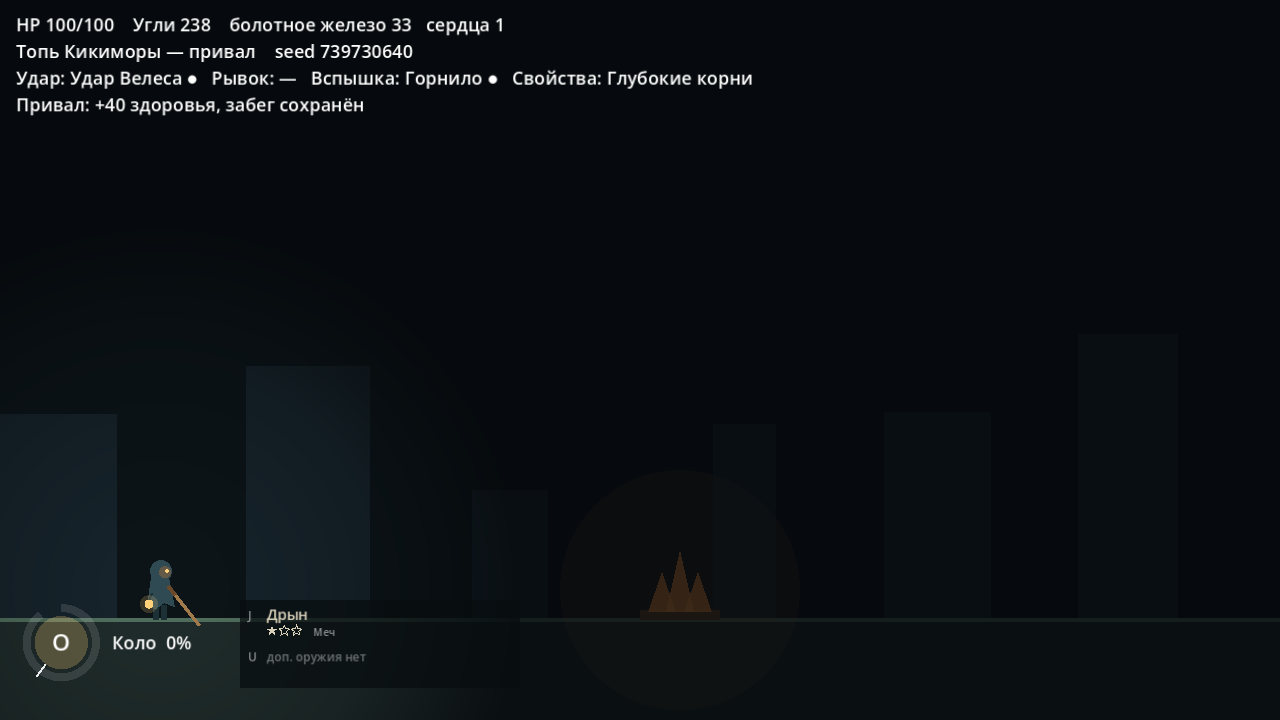 HP 100/100    Угли 238    болотное железо 33   сердца 1
Топь Кикиморы — привал    seed 739730640
Удар: Удар Велеса ●   Рывок: —   Вспышка: Горнило ●   Свойства: Глубокие корни
Привал: +40 здоровья, забег сохранён
J   Дрын
★☆☆   Меч
О   Коло  0%
U   доп. оружия нет